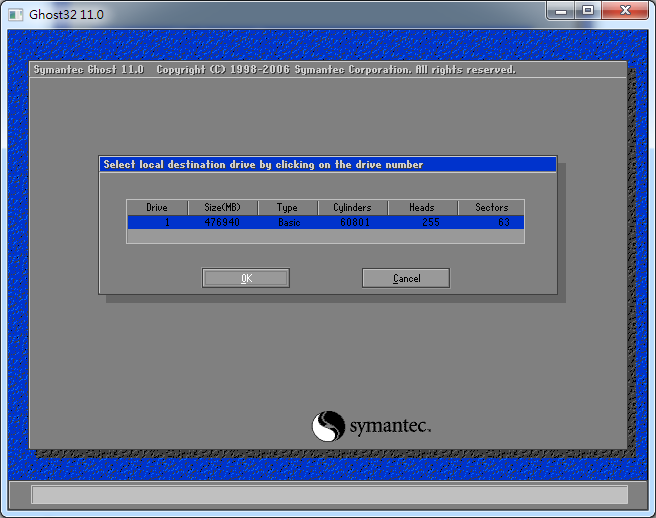 Ghost32 11.0
Symantec Ghost 11.0 Copyright (C) 1998-2006 Symantec Corporation. All rights reserved.
Select local destination drive by clicking on the drive number
Drive Size(MB) Type Cylinders Heads Sectors
1 476940 Basic 60801 255 63
OK Cancel
symantec.